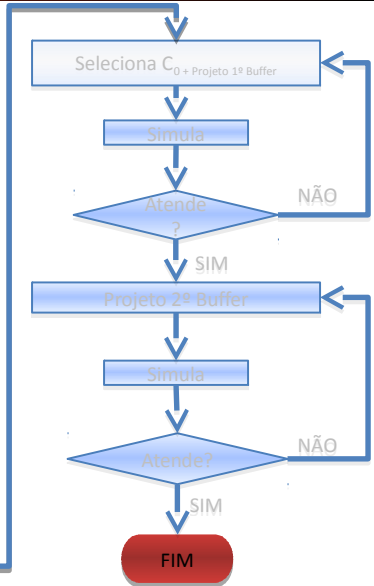 Seleciona C0 + Projeto 1º Buffer
Simula
Atende
?
NÃO
SIM
Projeto 2º Buffer
Simula
Atende?
NÃO
SIM
FIM